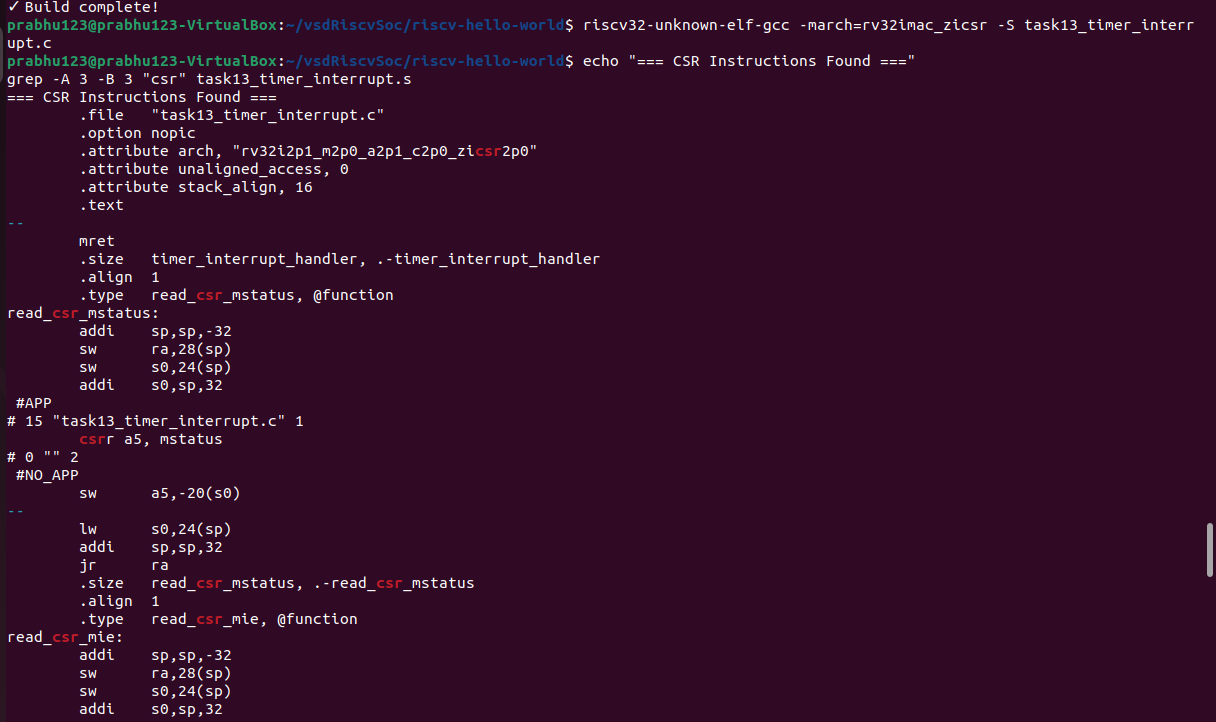 ✓ Build complete!
prabhu123@prabhu123-VirtualBox:~/vsdRiscvSoc/riscv-hello-world$ riscv32-unknown-elf-gcc -march=rv32imac_zicsr -S task13_timer_interr
upt.c
prabhu123@prabhu123-VirtualBox:~/vsdRiscvSoc/riscv-hello-world$ echo "=== CSR Instructions Found ==="
grep -A 3 -B 3 "csr" task13_timer_interrupt.s
=== CSR Instructions Found ===
        .file   "task13_timer_interrupt.c"
        .option nopic
        .attribute arch, "rv32i2p1_m2p0_a2p1_c2p0_zicsr2p0"
        .attribute unaligned_access, 0
        .attribute stack_align, 16
        .text
--
        mret
        .size   timer_interrupt_handler, .-timer_interrupt_handler
        .align  1
        .type   read_csr_mstatus, @function
read_csr_mstatus:
        addi    sp,sp,-32
        sw      ra,28(sp)
        sw      s0,24(sp)
        addi    s0,sp,32
 #APP
# 15 "task13_timer_interrupt.c" 1
        csrr a5, mstatus
# 0 "" 2
 #NO_APP
        sw      a5,-20(s0)
--
        lw      s0,24(sp)
        addi    sp,sp,32
        jr      ra
        .size   read_csr_mstatus, .-read_csr_mstatus
        .align  1
        .type   read_csr_mie, @function
read_csr_mie:
        addi    sp,sp,-32
        sw      ra,28(sp)
        sw      s0,24(sp)
        addi    s0,sp,32